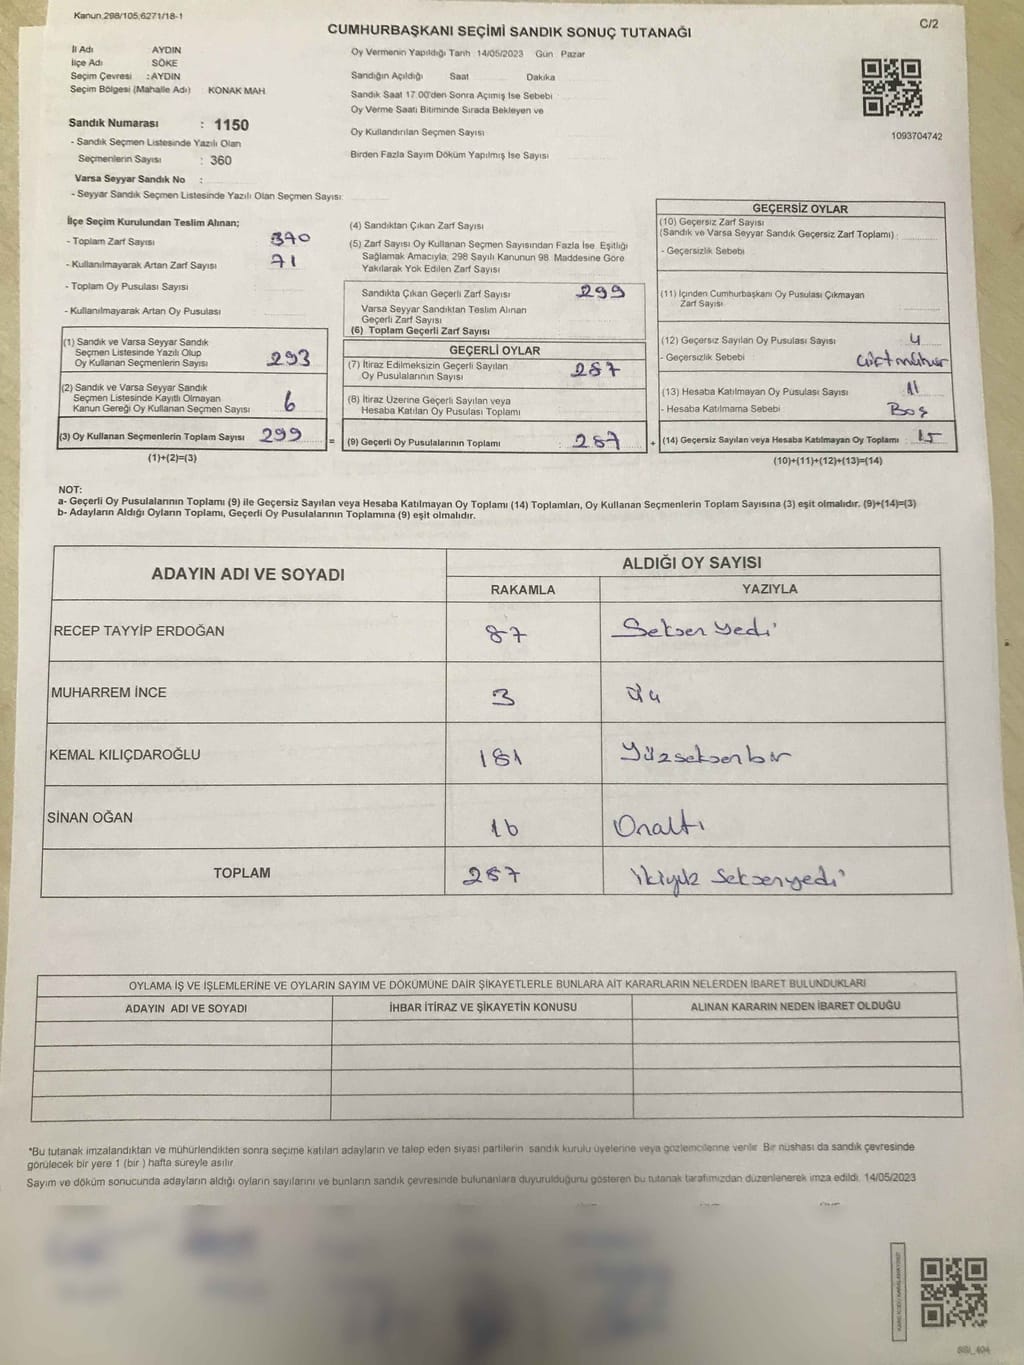 Kanun.298/105,6271/18-1
C/2
CUMHURBAŞKANI SEÇİMİ SANDIK SONUÇ TUTANAĞI
İl Adı AYDIN
İlçe Adı SÖKE
Seçim Çevresi : AYDIN
Seçim Bölgesi (Mahalle Adı) KONAK MAH
Sandık Numarası : 1150
- Sandık Seçmen Listesinde Yazılı Olan
Seçmenlerin Sayısı : 360
Varsa Seyyar Sandık No :
- Seyyar Sandık Seçmen Listesinde Yazılı Olan Seçmen Sayısı:
Oy Vermenin Yapıldığı Tarih 14/05/2023 Gün Pazar
Sandığın Açıldığı Saat Dakika
Sandık Saat 17.00'den Sonra Açımış İse Sebebi
Oy Verme Saati Bitiminde Sırada Bekleyen ve
Oy Kullandırılan Seçmen Sayısı
Birden Fazla Sayım Döküm Yapılmış İse Sayısı
1093704742
İlçe Seçim Kurulundan Teslim Alınan;
- Toplam Zarf Sayısı 370
- Kullanılmayarak Artan Zarf Sayısı 71
- Toplam Oy Pusulası Sayısı
- Kullanılmayarak Artan Oy Pusulası
(1) Sandık ve Varsa Seyyar Sandık
Seçmen Listesinde Yazılı Olup
Oy Kullanan Seçmenlerin Sayısı 293
(2) Sandık ve Varsa Seyyar Sandık
Seçmen Listesinde Kayıtlı Olmayan
Kanun Gereği Oy Kullanan Seçmen Sayısı 6
(3) Oy Kullanan Seçmenlerin Toplam Sayısı 299 =
(1)+(2)=(3)
(4) Sandıktan Çıkan Zarf Sayısı
(5) Zarf Sayısı Oy Kullanan Seçmen Sayısından Fazla İse Eşitliği
Sağlamak Amacıyla, 298 Sayılı Kanunun 98. Maddesine Göre
Yakılarak Yok Edilen Zarf Sayısı
Sandıkta Çıkan Geçerli Zarf Sayısı 299
Varsa Seyyar Sandıktan Teslim Alınan
Geçerli Zarf Sayısı
(6) Toplam Geçerli Zarf Sayısı
GEÇERLİ OYLAR
(7) İtiraz Edilmeksizin Geçerli Sayılan
Oy Pusulalarının Sayısı 287
(8) İtiraz Üzerine Geçerli Sayılan veya
Hesaba Katılan Oy Pusulası Toplamı
(9) Geçerli Oy Pusulalarının Toplamı : 287 +
GEÇERSİZ OYLAR
(10) Geçersiz Zarf Sayısı
(Sandık ve Varsa Seyyar Sandık Geçersiz Zarf Toplamı) :
- Geçersizlik Sebebi
(11) İçinden Cumhurbaşkanı Oy Pusulası Çıkmayan
Zarf Sayısı
(12) Geçersiz Sayılan Oy Pusulası Sayısı 4
- Geçersizlik Sebebi Çift mühür
(13) Hesaba Katılmayan Oy Pusulası Sayısı 11
- Hesaba Katılmama Sebebi Boş
(14) Geçersiz Sayılan veya Hesaba Katılmayan Oy Toplamı : 15
(10)+(11)+(12)+(13)=(14)
NOT:
a- Geçerli Oy Pusulalarının Toplamı (9) ile Geçersiz Sayılan veya Hesaba Katılmayan Oy Toplamı (14) Toplamları, Oy Kullanan Seçmenlerin Toplam Sayısına (3) eşit olmalıdır. (9)+(14)=(3)
b- Adayların Aldığı Oyların Toplamı, Geçerli Oy Pusulalarının Toplamına (9) eşit olmalıdır.
ADAYIN ADI VE SOYADI
ALDIĞI OY SAYISI
RAKAMLA YAZIYLA
RECEP TAYYİP ERDOĞAN 87 Seksen yedi
MUHARREM İNCE 3 Üç
KEMAL KILIÇDAROĞLU 181 Yüzseksenbir
SİNAN OĞAN 16 Onaltı
TOPLAM 287 ikiyüz seksenyedi
OYLAMA İŞ VE İŞLEMLERİNE VE OYLARIN SAYIM VE DÖKÜMÜNE DAİR ŞİKAYETLERLE BUNLARA AİT KARARLARIN NELERDEN İBARET BULUNDUKLARI
ADAYIN ADI VE SOYADI İHBAR İTİRAZ VE ŞİKAYETİN KONUSU ALINAN KARARIN NEDEN İBARET OLDUĞU
*Bu tutanak imzalandıktan ve mühürlendikten sonra seçime katılan adayların ve talep eden siyasi partilerin sandık kurulu üyelerine veya gözlemcilerine verilir. Bir nüshası da sandık çevresinde
görülecek bir yere 1 (bir ) hafta süreyle asılır
Sayım ve döküm sonucunda adayların aldığı oyların sayılarını ve bunların sandık çevresinde bulunanlara duyurulduğunu gösteren bu tutanak tarafımızdan düzenlenerek imza edildi. 14/05/2023